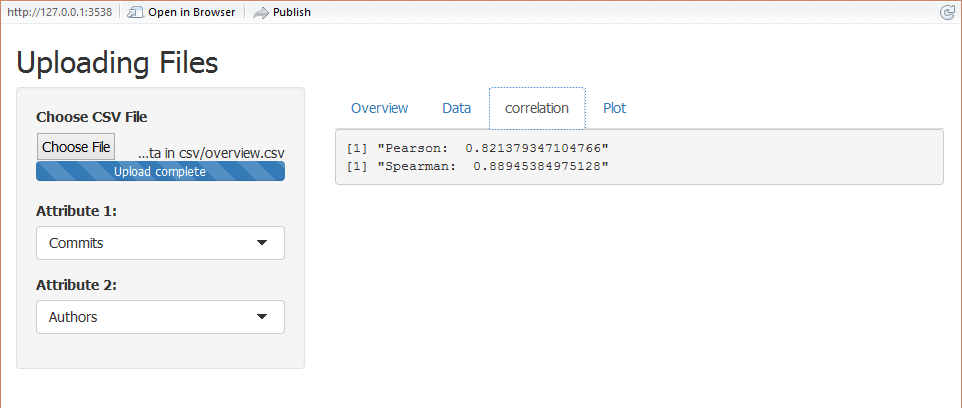 http://127.0.0.1:3538 Open in Browser Publish
Uploading Files
Choose CSV File
Choose File ...ta in csv/overview.csv
Upload complete
Attribute 1:
Commits
Attribute 2:
Authors
Overview Data correlation Plot
[1] "Pearson:  0.821379347104766"
[1] "Spearman:  0.88945384975128"